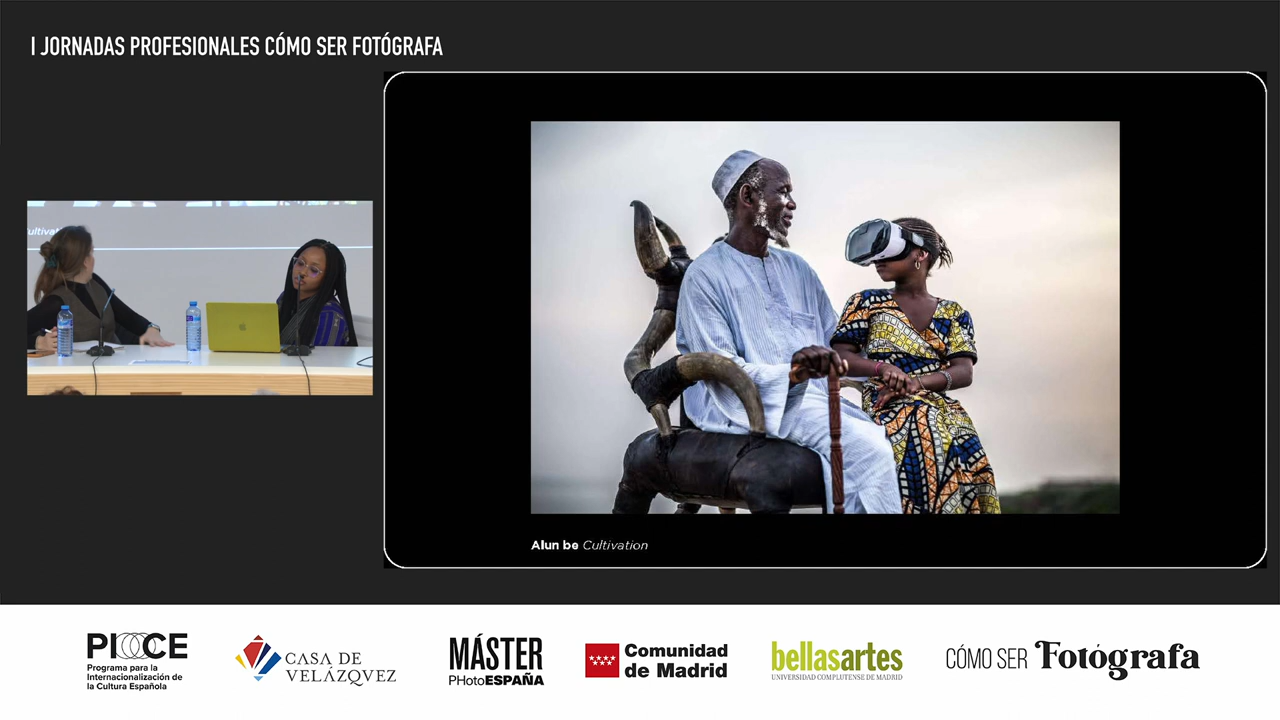 I JORNADAS PROFESIONALES CÓMO SER FOTÓGRAFA
Alun be Cultivation
PICE
Programa para la
Internacionalización de
la Cultura Española
CASA DE
VELÁZQVEZ
MÁSTER
PHotoESPAÑA
Comunidad
de Madrid
bellasartes
UNIVERSIDAD COMPLUTENSE DE MADRID
CÓMO SER Fotógrafa